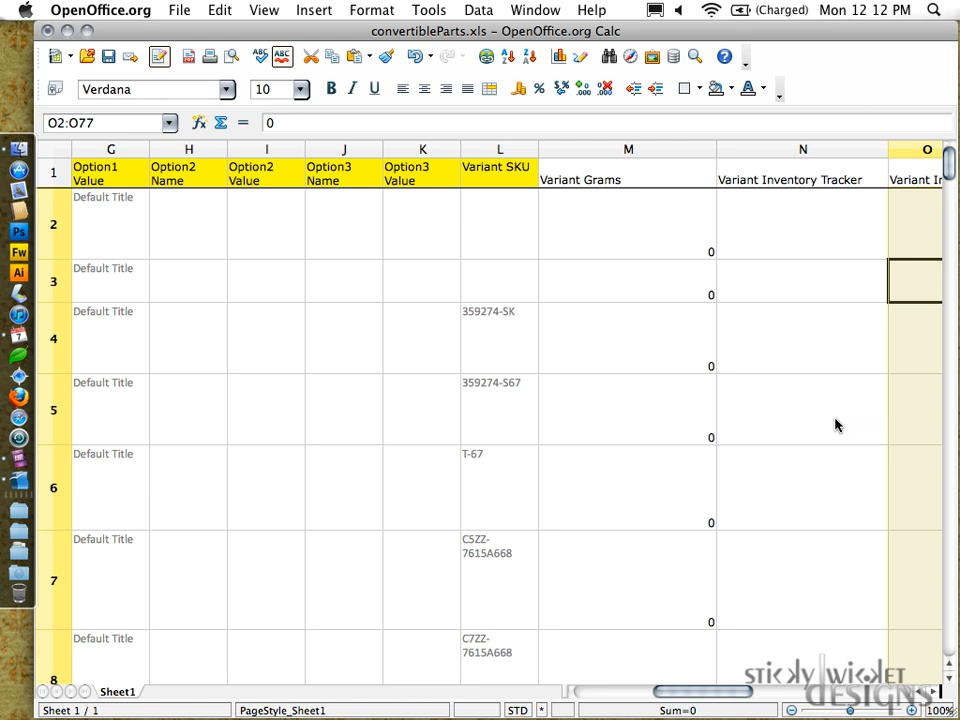 OpenOffice.org File Edit View Insert Format Tools Data Window Help (Charged) Mon 12 12 PM
convertibleParts.xls – OpenOffice.org Calc
Verdana 10 B I U
O2:O77 0
G H I J K L M N O
1 Option1 Value Option2 Name Option2 Value Option3 Name Option3 Value Variant SKU Variant Grams Variant Inventory Tracker Variant In
2 Default Title 0
3 Default Title 0
4 Default Title 359274-SK 0
5 Default Title 359274-S67 0
6 Default Title T-67 0
7 Default Title C5ZZ-7615A668 0
8 Default Title C7ZZ-7615A668
Sheet1
Sheet 1 / 1 PageStyle_Sheet1 STD * Sum=0 100%
sticky wicket
designs